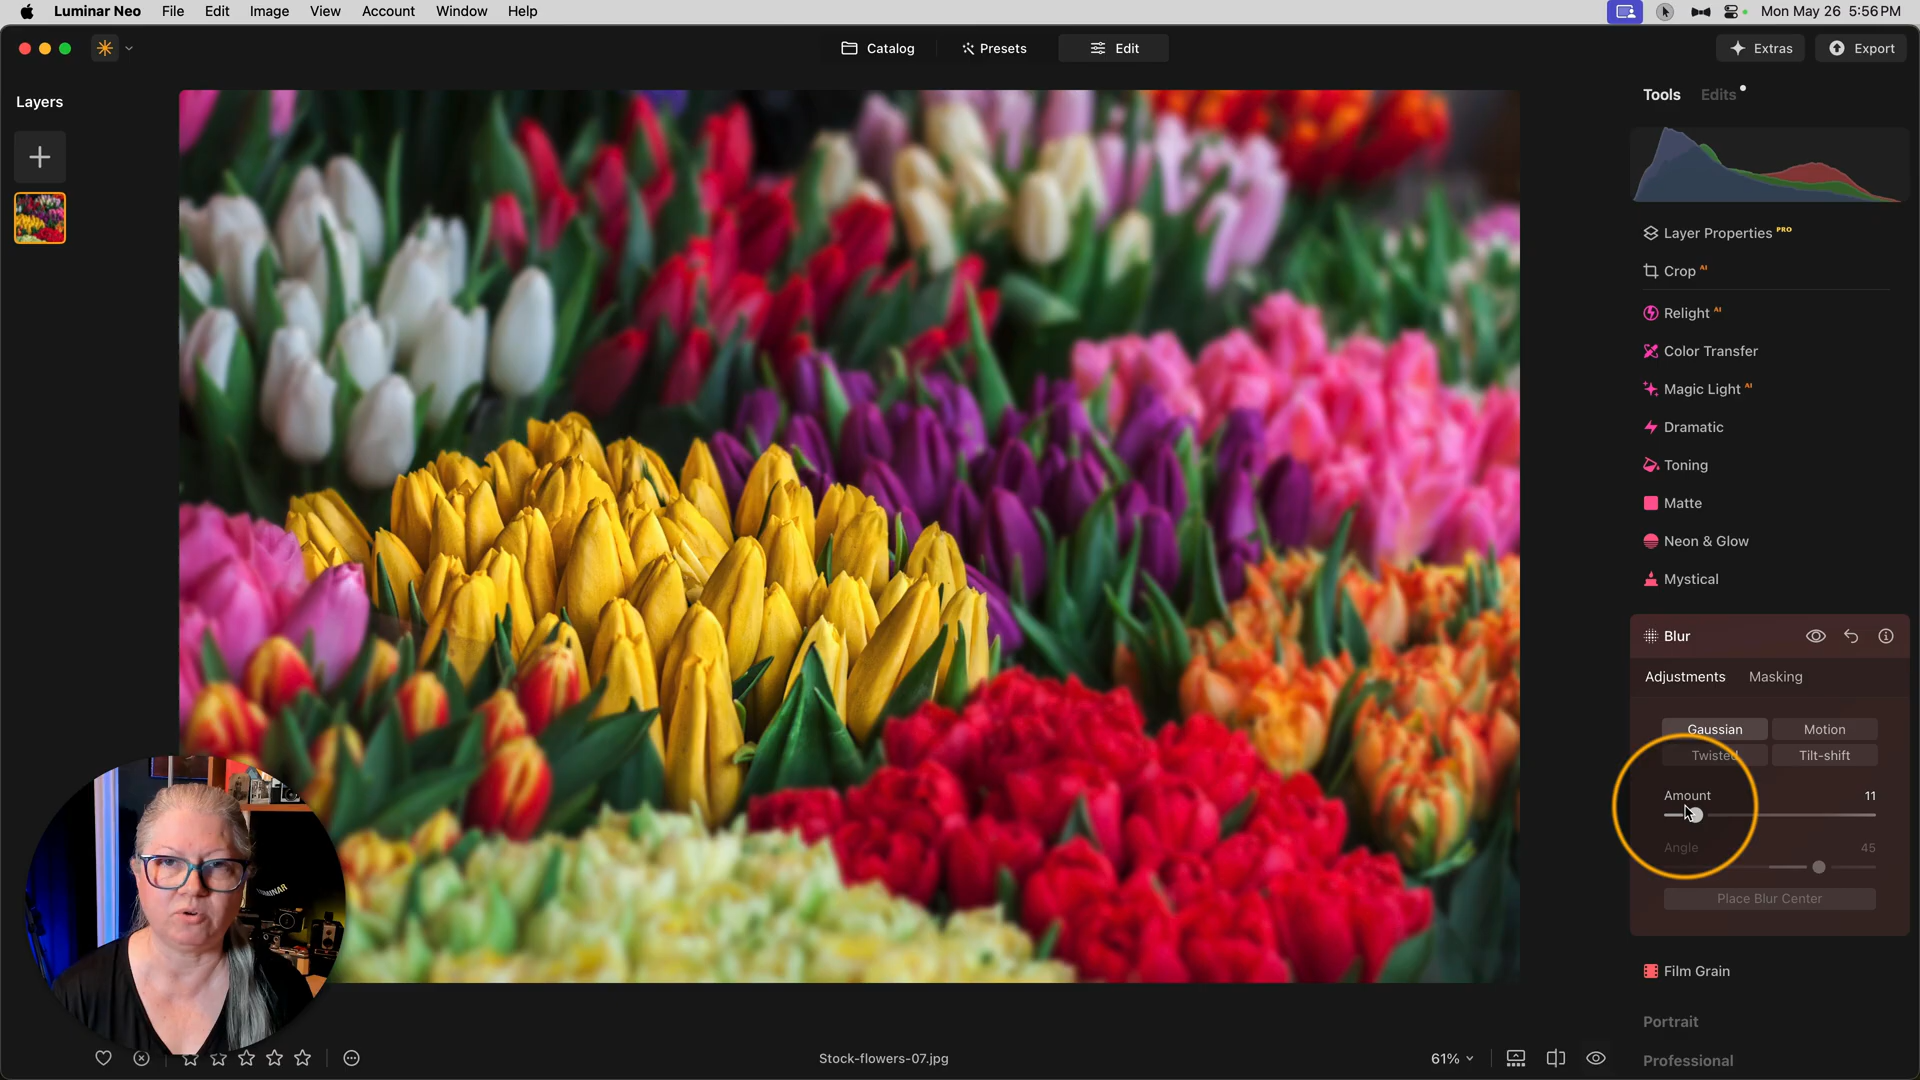 Luminar Neo File Edit Image View Account Window Help Mon May 26 5:56 PM
Catalog Presets Edit Extras Export
Layers
Tools Edits
Layer Properties PRO
Crop AI
Relight AI
Color Transfer
Magic Light AI
Dramatic
Toning
Matte
Neon & Glow
Mystical
Blur
Adjustments Masking
Gaussian Motion
Twisted Tilt-shift
Amount 11
Angle 45
Place Blur Center
Film Grain
Portrait
Professional
LUMINAR
Stock-flowers-07.jpg 61%